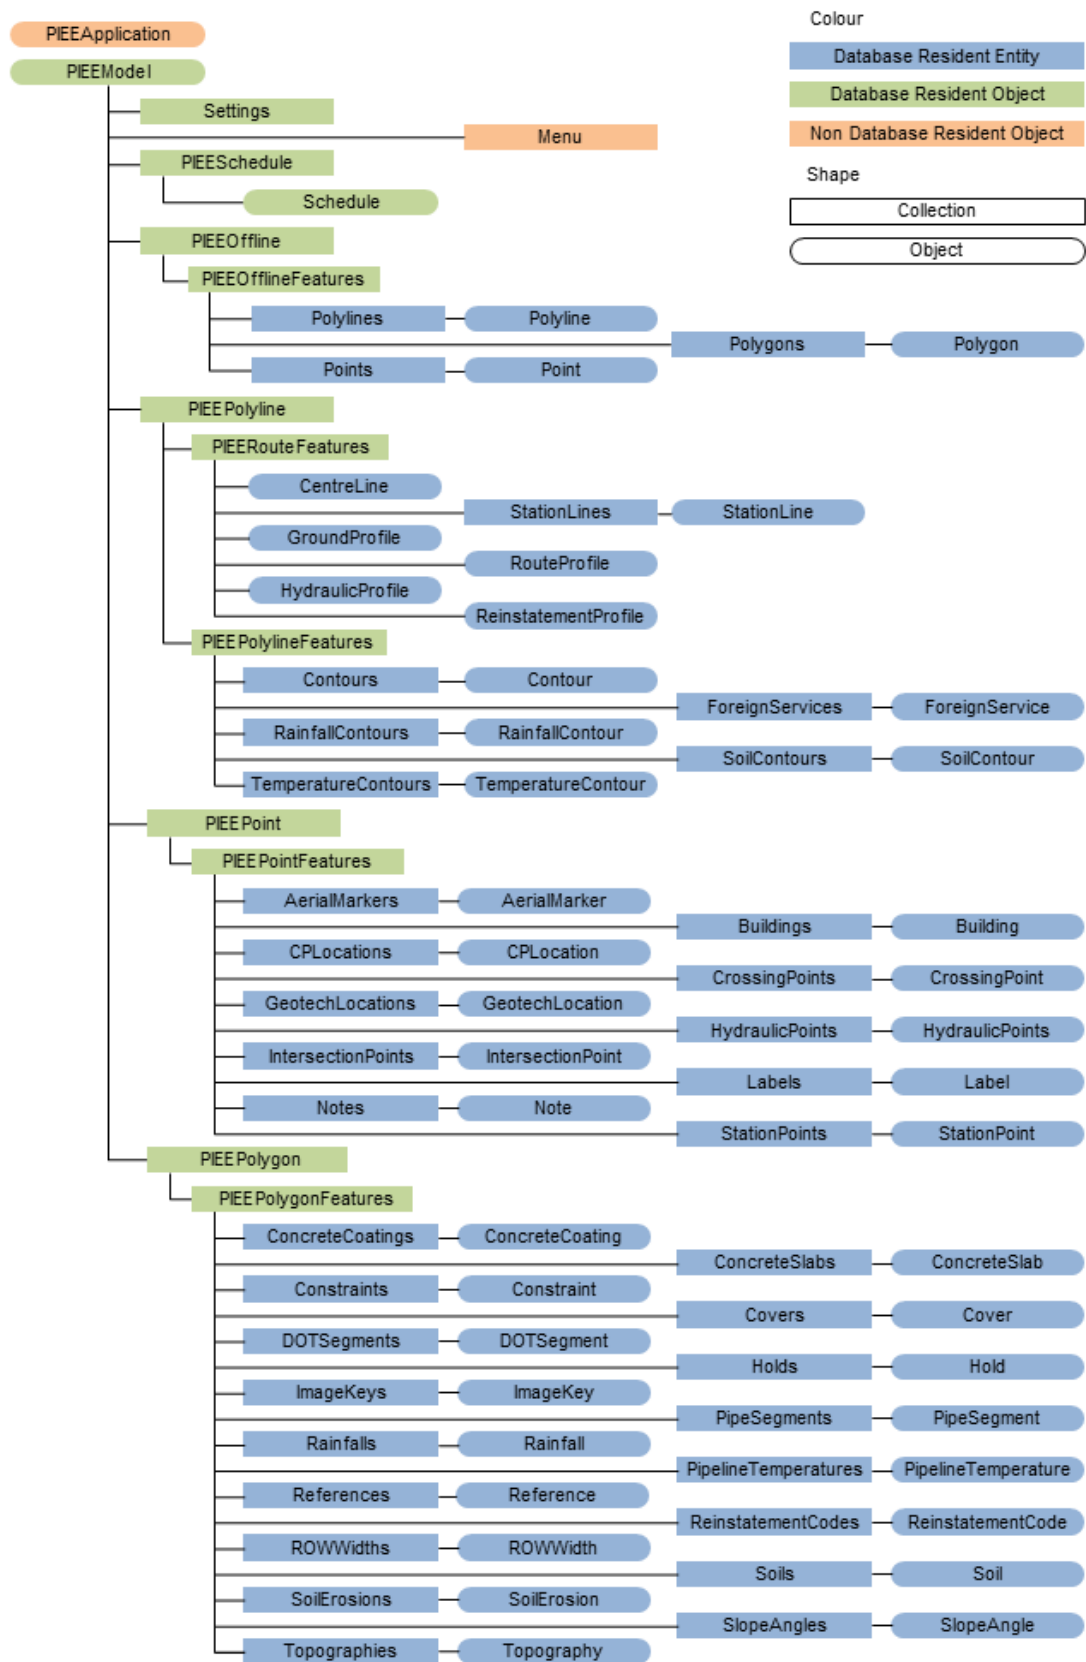 Colour
PIEEApplication
Database Resident Entity
PIEEModel
Database Resident Object
Settings
Non Database Resident Object
Menu
PIEESchedule
Shape
Schedule
Collection
PIEEOffline
Object
PIEEOfflineFeatures
Polylines Polyline
Polygons Polygon
Points Point
PIEEPolyline
PIEERouteFeatures
CentreLine
StationLines StationLine
GroundProfile
RouteProfile
HydraulicProfile
ReinstatementProfile
PIEEPolylineFeatures
Contours Contour
ForeignServices ForeignService
RainfallContours RainfallContour
SoilContours SoilContour
TemperatureContours TemperatureContour
PIEEPoint
PIEEPointFeatures
AerialMarkers AerialMarker
Buildings Building
CPLocations CPLocation
CrossingPoints CrossingPoint
GeotechLocations GeotechLocation
HydraulicPoints HydraulicPoints
IntersectionPoints IntersectionPoint
Labels Label
Notes Note
StationPoints StationPoint
PIEEPolygon
PIEEPolygonFeatures
ConcreteCoatings ConcreteCoating
ConcreteSlabs ConcreteSlab
Constraints Constraint
Covers Cover
DOTSegments DOTSegment
Holds Hold
ImageKeys ImageKey
PipeSegments PipeSegment
Rainfalls Rainfall
PipelineTemperatures PipelineTemperature
References Reference
ReinstatementCodes ReinstatementCode
ROWWidths ROWWidth
Soils Soil
SoilErosions SoilErosion
SlopeAngles SlopeAngle
Topographies Topography